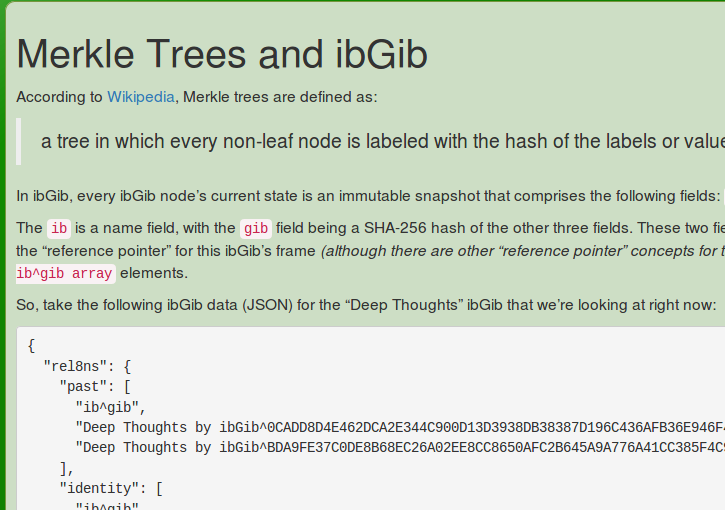 Merkle Trees and ibGib
According to Wikipedia, Merkle trees are defined as:
a tree in which every non-leaf node is labeled with the hash of the labels or value
In ibGib, every ibGib node's current state is an immutable snapshot that comprises the following fields:
The ib is a name field, with the gib field being a SHA-256 hash of the other three fields. These two fie
the “reference pointer” for this ibGib's frame (although there are other “reference pointer” concepts for t
ib^gib array elements.
So, take the following ibGib data (JSON) for the “Deep Thoughts” ibGib that we're looking at right now:
{
"rel8ns": {
"past": [
"ib^gib",
"Deep Thoughts by ibGib^0CADD8D4E462DCA2E344C900D13D3938DB38387D196C436AFB36E946F
"Deep Thoughts by ibGib^BDA9FE37C0DE8B68EC26A02EE8CC8650AFC2B645A9A776A41CC385F4C
],
"identity": [
"ib^gib"